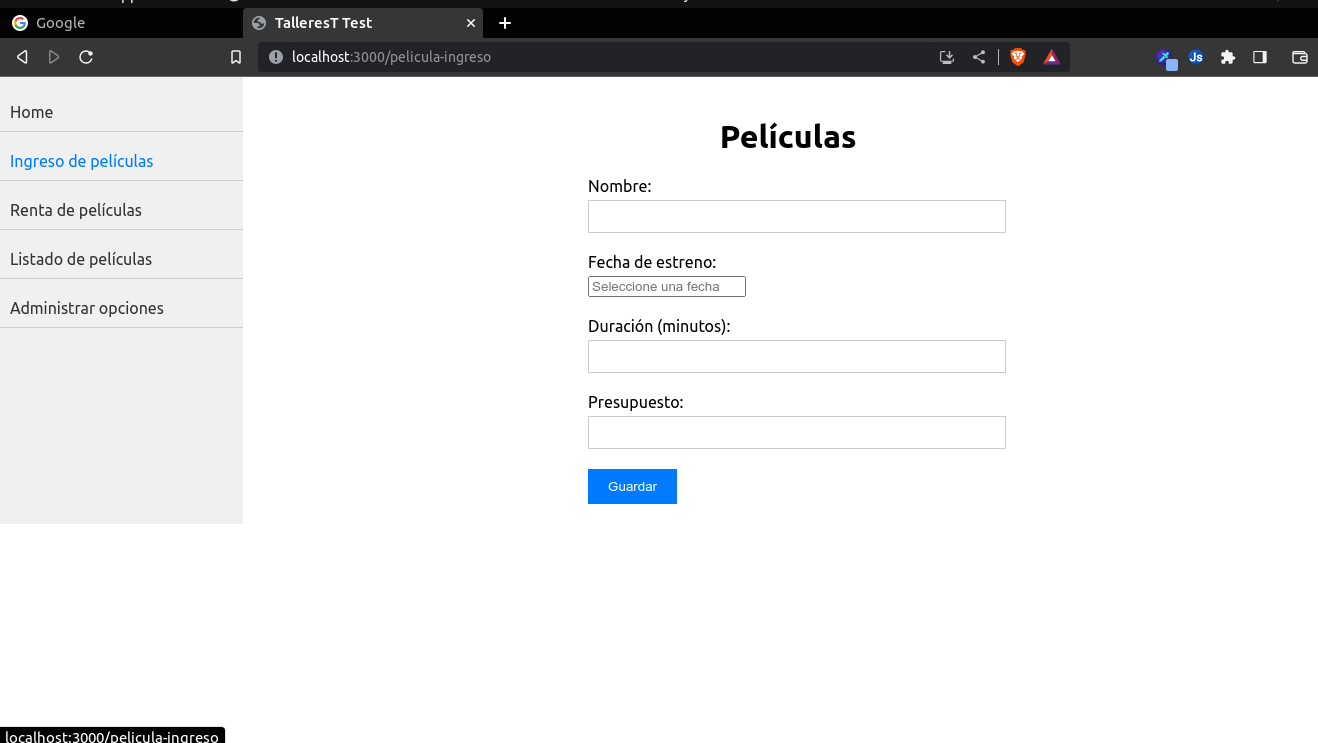 Google
TalleresT Test
localhost:3000/pelicula-ingreso
Js
Home
Ingreso de películas
Renta de películas
Listado de películas
Administrar opciones
Películas
Nombre:
Fecha de estreno:
Seleccione una fecha
Duración (minutos):
Presupuesto:
Guardar
localhost:3000/pelicula-ingreso